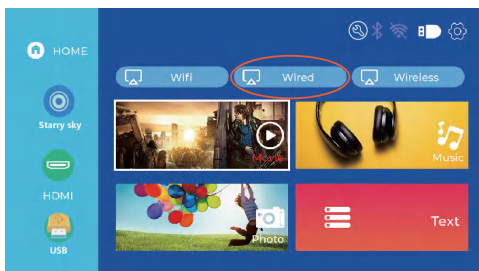 HOME
Wifi
Wired
Wireless
Starry sky
Movie
Music
HDMI
Photo
Text
USB